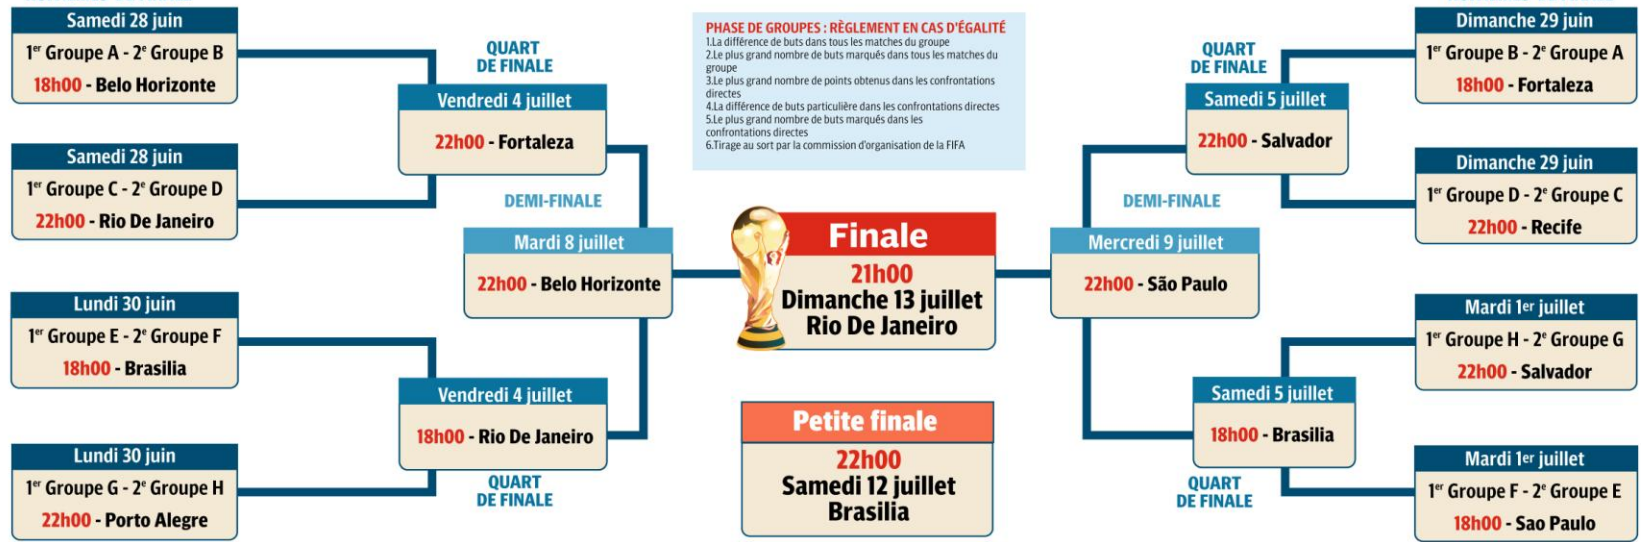 Samedi 28 juin
1er Groupe A - 2e Groupe B
18h00 - Belo Horizonte
Samedi 28 juin
1er Groupe C - 2e Groupe D
22h00 - Rio De Janeiro
Lundi 30 juin
1er Groupe E - 2e Groupe F
18h00 - Brasilia
Lundi 30 juin
1er Groupe G - 2e Groupe H
22h00 - Porto Alegre
QUART
DE FINALE
Vendredi 4 juillet
22h00 - Fortaleza
DEMI-FINALE
Mardi 8 juillet
22h00 - Belo Horizonte
Vendredi 4 juillet
18h00 - Rio De Janeiro
QUART
DE FINALE
PHASE DE GROUPES : RÈGLEMENT EN CAS D'ÉGALITÉ
1.La différence de buts dans tous les matches du groupe
2.Le plus grand nombre de buts marqués dans tous les matches du
groupe
3.Le plus grand nombre de points obtenus dans les confrontations
directes
4.La différence de buts particulière dans les confrontations directes
5.Le plus grand nombre de buts marqués dans les
confrontations directes
6.Tirage au sort par la commission d'organisation de la FIFA
Finale
21h00
Dimanche 13 juillet
Rio De Janeiro
Petite finale
22h00
Samedi 12 juillet
Brasilia
QUART
DE FINALE
Samedi 5 juillet
22h00 - Salvador
DEMI-FINALE
Mercredi 9 juillet
22h00 - São Paulo
Samedi 5 juillet
18h00 - Brasilia
QUART
DE FINALE
Dimanche 29 juin
1er Groupe B - 2e Groupe A
18h00 - Fortaleza
Dimanche 29 juin
1er Groupe D - 2e Groupe C
22h00 - Recife
Mardi 1er juillet
1er Groupe H - 2e Groupe G
22h00 - Salvador
Mardi 1er juillet
1er Groupe F - 2e Groupe E
18h00 - Sao Paulo